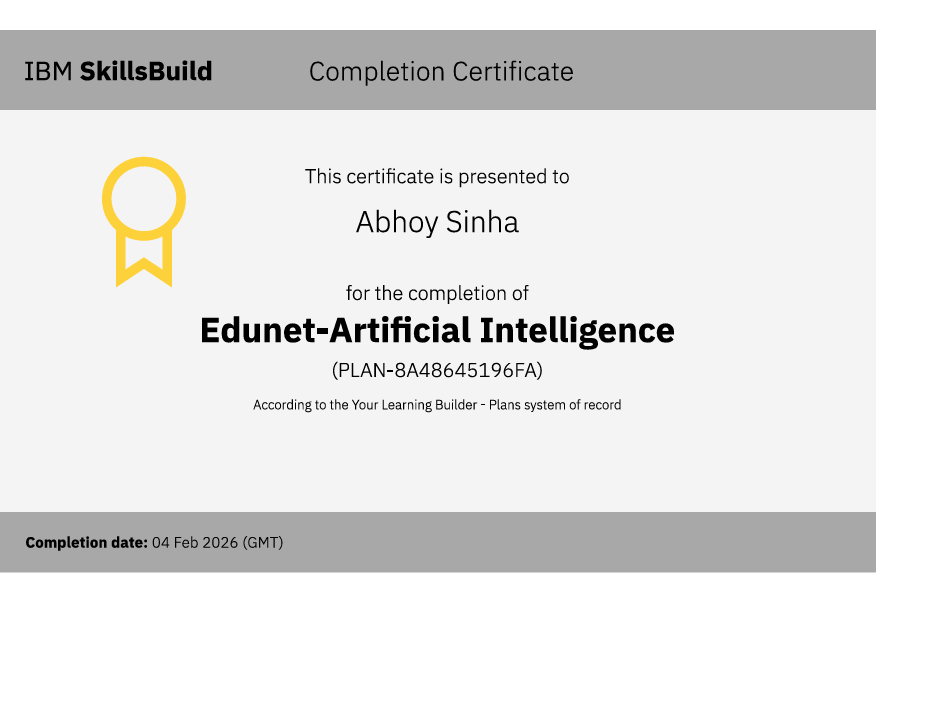 IBM SkillsBuild
Completion Certificate
This certificate is presented to
Abhoy Sinha
for the completion of
Edunet-Artificial Intelligence
(PLAN-8A48645196FA)
According to the Your Learning Builder - Plans system of record
Completion date: 04 Feb 2026 (GMT)